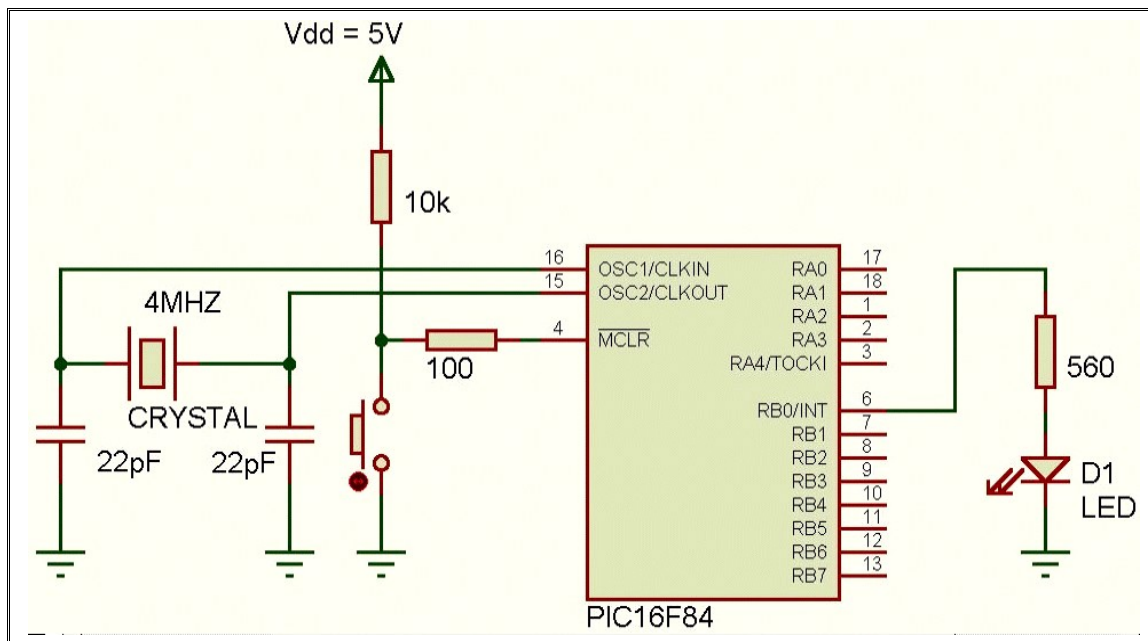 Vdd = 5V
10k
16
OSC1/CLKIN
15
OSC2/CLKOUT
4
MCLR
100
4MHZ
CRYSTAL
22pF
22pF
RA0
17
RA1
18
RA2
1
RA3
2
RA4/TOCKI
3
RB0/INT
6
RB1
7
RB2
8
RB3
9
RB4
10
RB5
11
RB6
12
RB7
13
PIC16F84
560
D1
LED